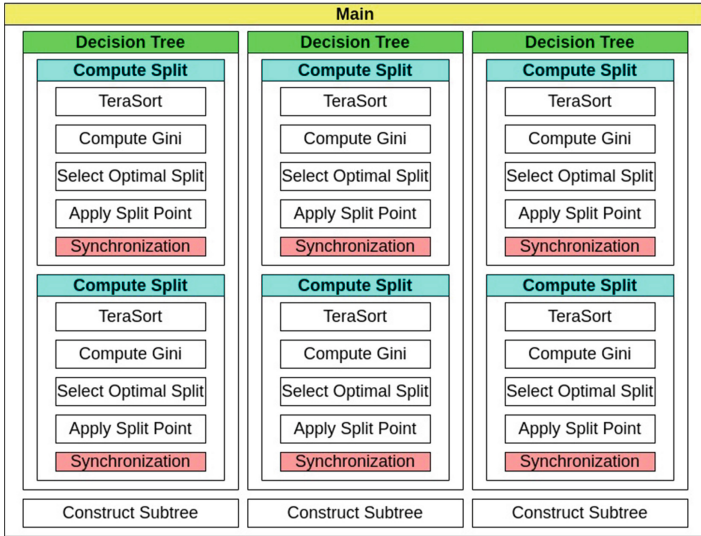 Main
Decision Tree
Compute Split
TeraSort
Compute Gini
Select Optimal Split
Apply Split Point
Synchronization
Compute Split
TeraSort
Compute Gini
Select Optimal Split
Apply Split Point
Synchronization
Construct Subtree
Decision Tree
Compute Split
TeraSort
Compute Gini
Select Optimal Split
Apply Split Point
Synchronization
Compute Split
TeraSort
Compute Gini
Select Optimal Split
Apply Split Point
Synchronization
Construct Subtree
Decision Tree
Compute Split
TeraSort
Compute Gini
Select Optimal Split
Apply Split Point
Synchronization
Compute Split
TeraSort
Compute Gini
Select Optimal Split
Apply Split Point
Synchronization
Construct Subtree